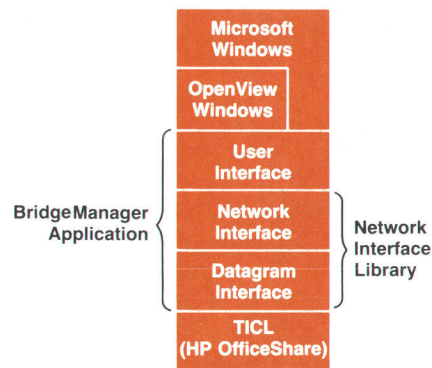 Microsoft
Windows
OpenView
Windows
User
Interface
BridgeManager
Application
Network
Interface
Network
Interface
Library
Datagram
Interface
TICL
(HP OfficeShare)